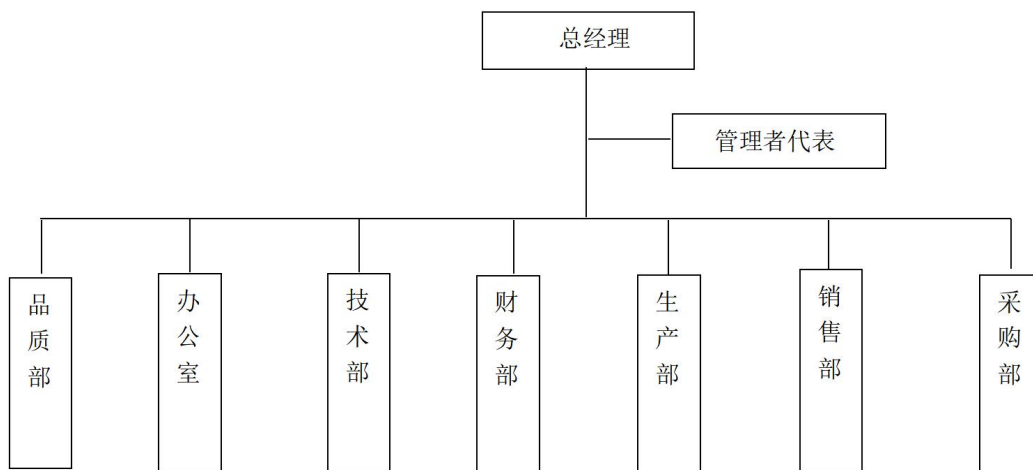 总经理
管理者代表
品质部
办公室
技术部
财务部
生产部
销售部
采购部